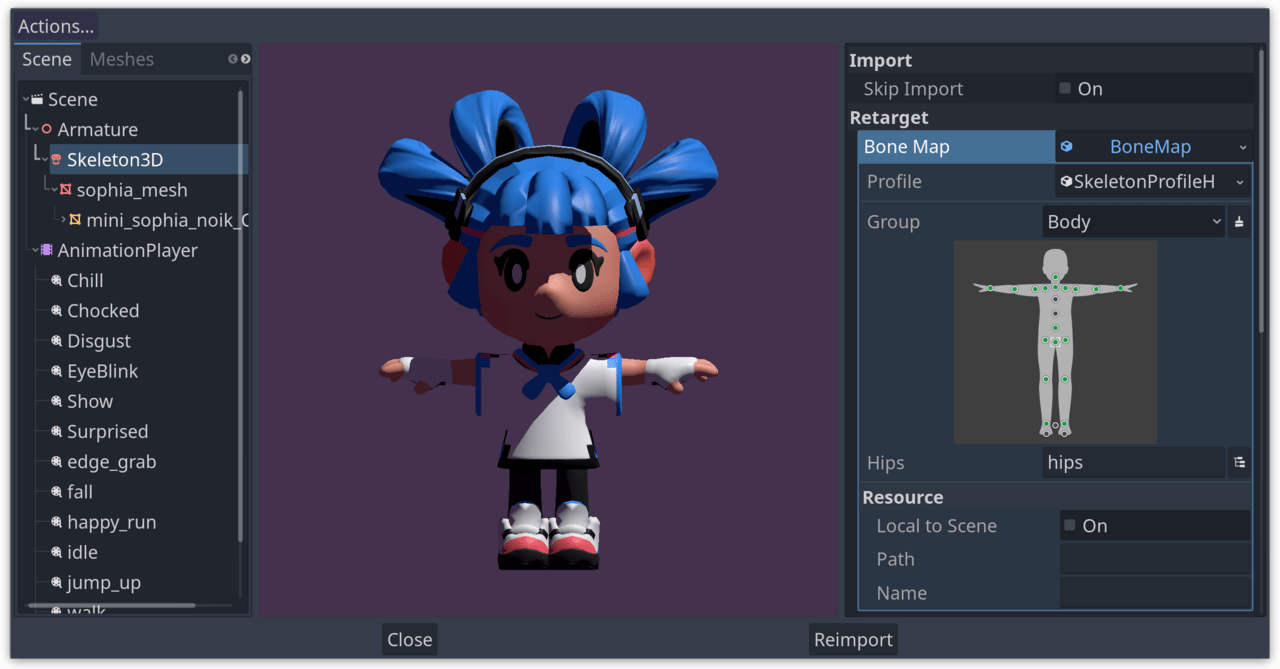 Actions...
Scene Meshes
Scene
Armature
Skeleton3D
sophia_mesh
mini_sophia_noik_
AnimationPlayer
Chill
Chocked
Disgust
EyeBlink
Show
Surprised
edge_grab
fall
happy_run
idle
jump_up
walk
Import
Skip Import On
Retarget
Bone Map BoneMap
Profile SkeletonProfileH
Group Body
Hips hips
Resource
Local to Scene On
Path
Name
Close Reimport